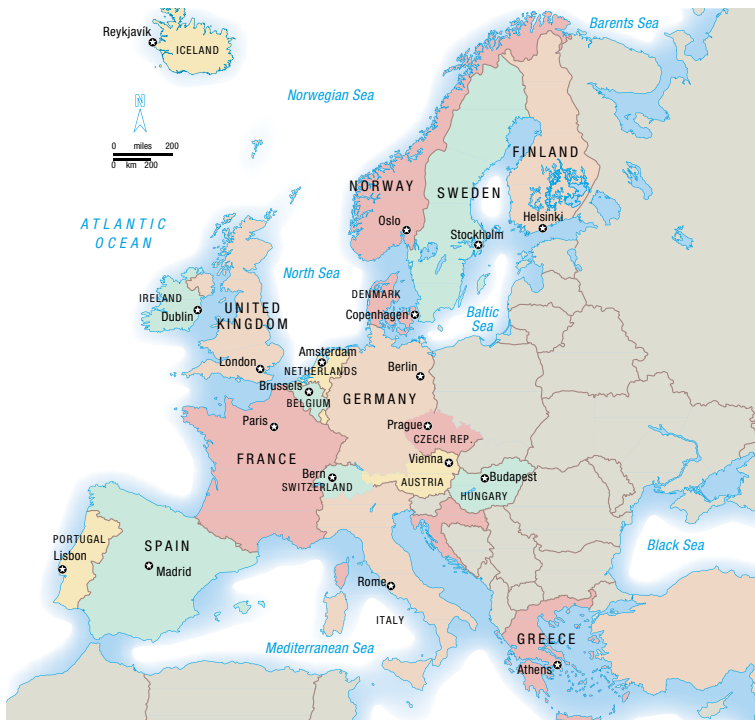 Barents Sea
Reykjavík
ICELAND
Norwegian Sea
N
0 miles 200
0 km 200
FINLAND
NORWAY
SWEDEN
ATLANTIC
OCEAN
Helsinki
Oslo
Stockholm
North Sea
DENMARK
IRELAND
UNITED
KINGDOM
Dublin
Copenhagen
Baltic
Sea
Amsterdam
NETHERLANDS
London
Berlin
Brussels
BELGIUM
GERMANY
Paris
Prague
CZECH REP.
FRANCE
Vienna
Bern
SWITZERLAND
AUSTRIA
Budapest
HUNGARY
PORTUGAL
Lisbon
SPAIN
Madrid
Black Sea
Rome
ITALY
GREECE
Mediterranean Sea
Athens